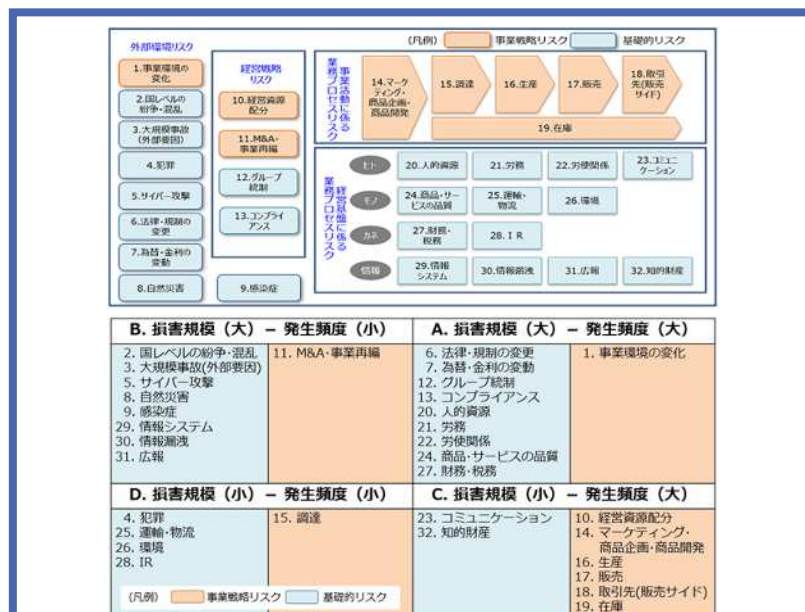 (凡例) 事業戦略リスク 基礎的リスク
外部環境リスク
1.事業環境の
変化
2.国レベルの
紛争・混乱
3.大規模事故
(外部要因)
4.犯罪
5.サイバー攻撃
6.法律・規制の
変更
7.為替・金利の
変動
8.自然災害
9.感染症
経営戦略
リスク
10.経営資源
配分
11.M&A・
事業再編
12.グループ
統制
13.コンプライ
アンス
事業活動に係る
業務プロセスリスク
14.マーケ
ティング・
商品企画・
商品開発
15.調達
16.生産
17.販売
18.取引
先(販売
サイド)
19.在庫
経営基盤に係る
業務プロセスリスク
ヒト
20.人的資源
21.労務
22.労使関係
23.コミュニ
ケーション
モノ
24.商品・サー
ビスの品質
25.運輸・
物流
26.環境
カネ
27.財務・
税務
28.ＩＲ
情報
29.情報
システム
30.情報漏洩
31.広報
32.知的財産
B. 損害規模（大）－ 発生頻度（小）
2. 国レベルの紛争・混乱
3. 大規模事故(外部要因)
5. サイバー攻撃
8. 自然災害
9. 感染症
29. 情報システム
30. 情報漏洩
31. 広報
11. M&A・事業再編
A. 損害規模（大）－ 発生頻度（大）
6. 法律・規制の変更
7. 為替・金利の変動
12. グループ統制
13. コンプライアンス
20. 人的資源
21. 労務
22. 労使関係
24. 商品・サービスの品質
27. 財務・税務
1. 事業環境の変化
D. 損害規模（小）－ 発生頻度（小）
4. 犯罪
25. 運輸・物流
26. 環境
28. IR
15. 調達
(凡例) 事業戦略リスク 基礎的リスク
C. 損害規模（小）－ 発生頻度（大）
23. コミュニケーション
32. 知的財産
10. 経営資源配分
14. マーケティング・
商品企画・商品開発
16. 生産
17. 販売
18. 取引先(販売サイド)
19. 在庫